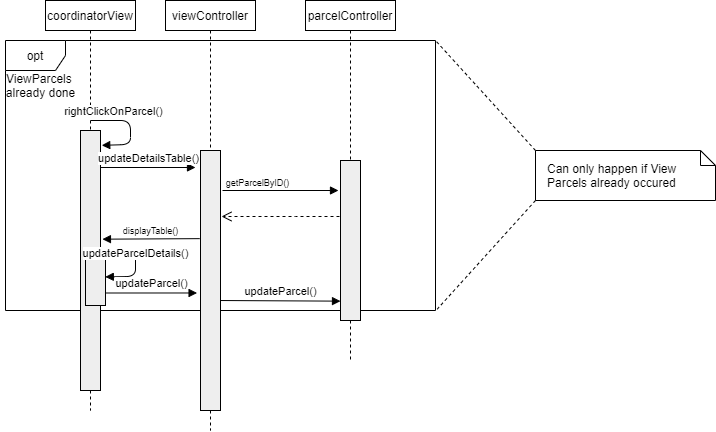 coordinatorView
viewController
parcelController
opt
ViewParcels
already done
rightClickOnParcel()
updateDetailsTable()
getParcelByID()
displayTable()
updateParcelDetails()
updateParcel()
updateParcel()
Can only happen if View
Parcels already occured